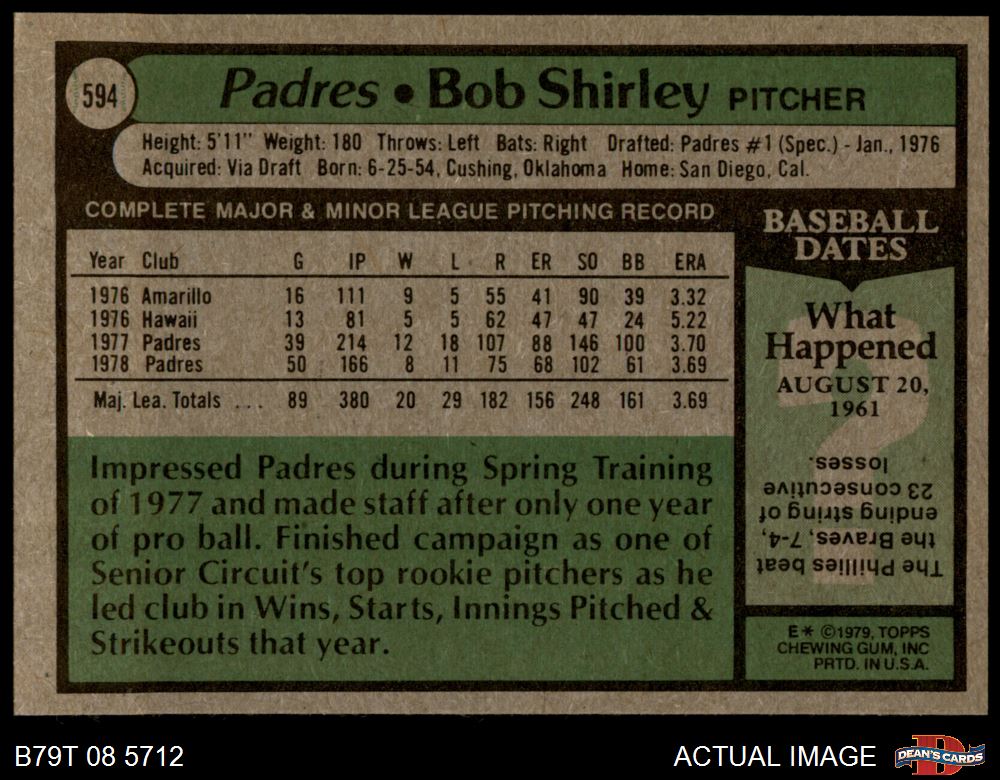 594
Padres • Bob Shirley PITCHER
Height: 5'11" Weight: 180 Throws: Left Bats: Right Drafted: Padres #1 (Spec.) - Jan., 1976
Acquired: Via Draft Born: 6-25-54, Cushing, Oklahoma Home: San Diego, Cal.
COMPLETE MAJOR & MINOR LEAGUE PITCHING RECORD
Year Club G IP W L R ER SO BB ERA
1976 Amarillo 16 111 9 5 55 41 90 39 3.32
1976 Hawaii 13 81 5 5 62 47 47 24 5.22
1977 Padres 39 214 12 18 107 88 146 100 3.70
1978 Padres 50 166 8 11 75 68 102 61 3.69
Maj. Lea. Totals ... 89 380 20 29 182 156 248 161 3.69
Impressed Padres during Spring Training
of 1977 and made staff after only one year
of pro ball. Finished campaign as one of
Senior Circuit's top rookie pitchers as he
led club in Wins, Starts, Innings Pitched &
Strikeouts that year.
BASEBALL
DATES
What
Happened
AUGUST 20,
1961
The Phillies beat
the Braves, 7-4,
ending string of
23 consecutive
losses.
E* ©1979, TOPPS
CHEWING GUM, INC
PRTD. IN U.S.A.
B79T 08 5712
ACTUAL IMAGE
DEAN'S CARDS